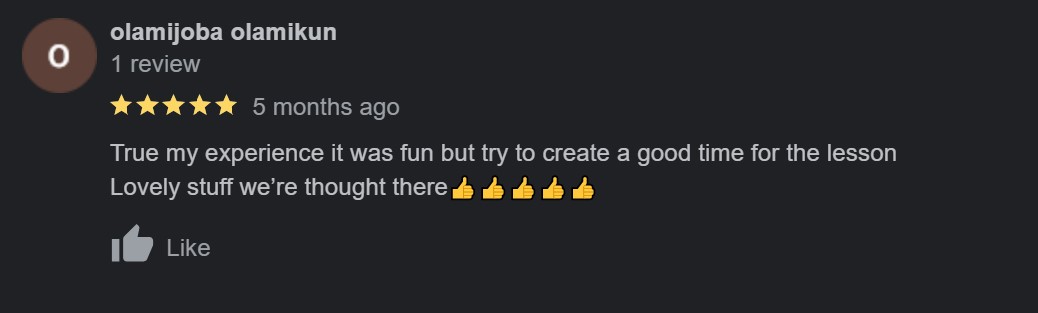 O
olamijoba olamikun
1 review
5 months ago
True my experience it was fun but try to create a good time for the lesson
Lovely stuff we’re thought there👍👍👍👍👍
Like